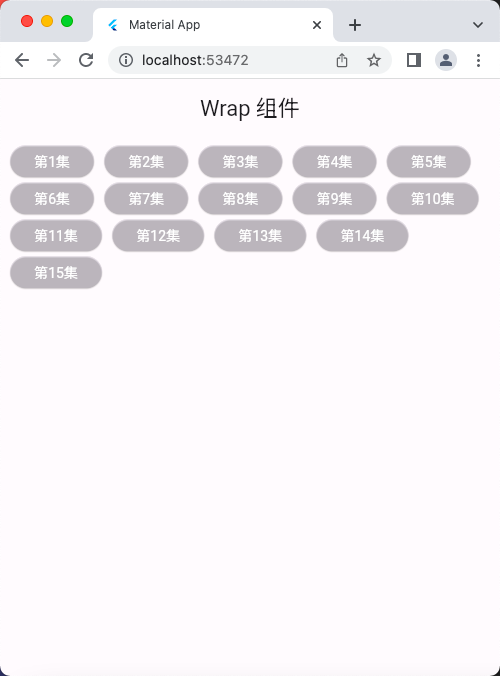 Material App
localhost:53472
Wrap 组件
第1集 第2集 第3集 第4集 第5集
第6集 第7集 第8集 第9集 第10集
第11集 第12集 第13集 第14集
第15集